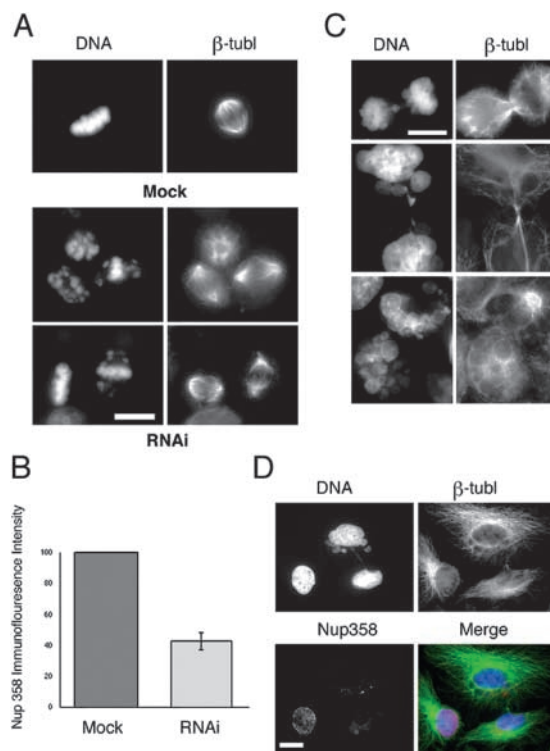 A
DNA β-tubl
Mock
RNAi
B
Nup 358 Immunoflouresence Intensity
100
80
60
40
20
0
Mock RNAi
C
DNA β-tubl
D
DNA β-tubl
Nup358 Merge